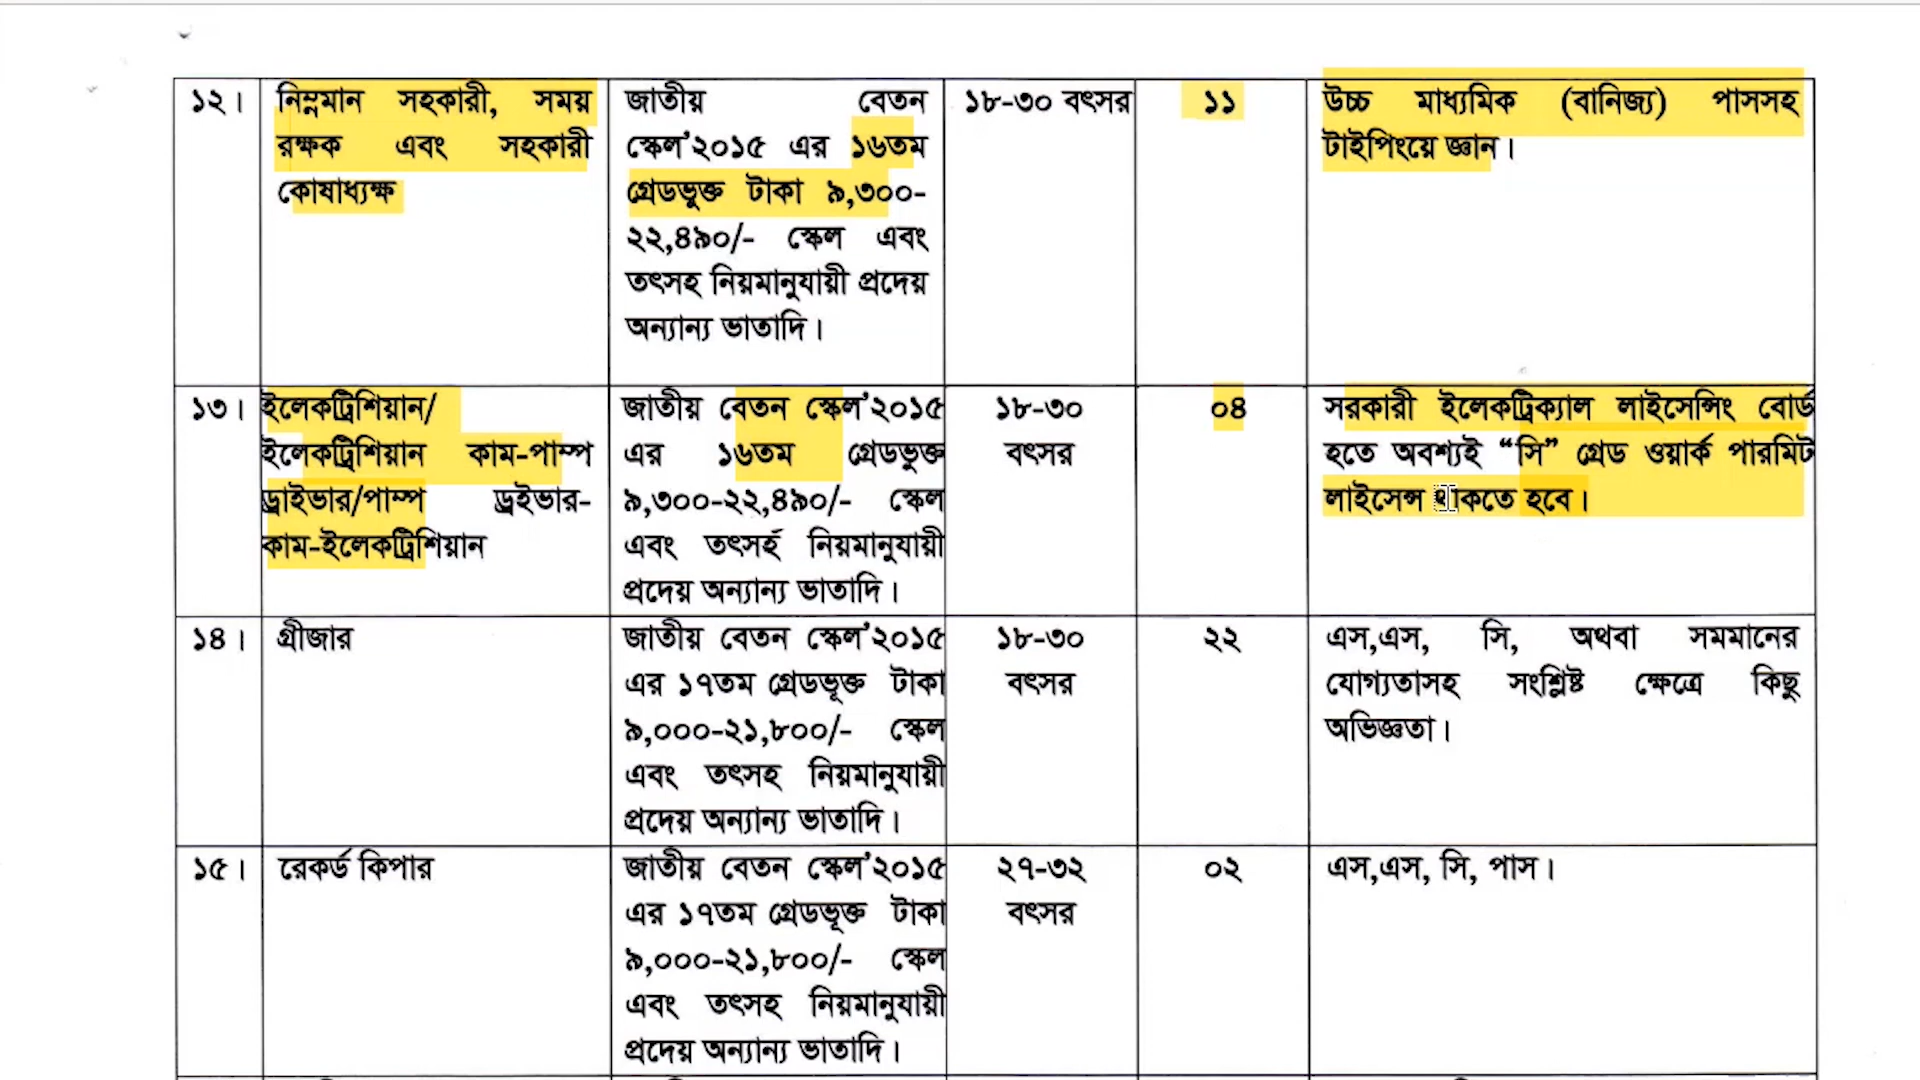 ১২।
নিম্নমান সহকারী, সময়
রক্ষক এবং সহকারী
কোষাধ্যক্ষ
জাতীয় বেতন
স্কেল'২০১৫ এর ১৬তম
গ্রেডভুক্ত টাকা ৯,৩০০-
২২,৪৯০/- স্কেল এবং
তৎসহ নিয়মানুযায়ী প্রদেয়
অন্যান্য ভাতাদি।
১৮-৩০ বৎসর
১১
উচ্চ মাধ্যমিক (বানিজ্য) পাসসহ
টাইপিংয়ে জ্ঞান।
১৩।
ইলেকট্রিশিয়ান/
ইলেকট্রিশিয়ান কাম-পাম্প
ড্রাইভার/পাম্প ড্রইভার-
কাম-ইলেকট্রিশিয়ান
জাতীয় বেতন স্কেল'২০১৫
এর ১৬তম গ্রেডভুক্ত
৯,৩০০-২২,৪৯০/- স্কেল
এবং তৎসহ নিয়মানুযায়ী
প্রদেয় অন্যান্য ভাতাদি।
১৮-৩০
বৎসর
০৪
সরকারী ইলেকট্রিক্যাল লাইসেন্সিং বোর্ড
হতে অবশ্যই “সি” গ্রেড ওয়ার্ক পারমিট
লাইসেন্স থাকতে হবে।
১৪।
গ্রীজার
জাতীয় বেতন স্কেল'২০১৫
এর ১৭তম গ্রেডভূক্ত টাকা
৯,০০০-২১,৮০০/- স্কেল
এবং তৎসহ নিয়মানুযায়ী
প্রদেয় অন্যান্য ভাতাদি।
১৮-৩০
বৎসর
২২
এস,এস, সি, অথবা সমমানের
যোগ্যতাসহ সংশ্লিষ্ট ক্ষেত্রে কিছু
অভিজ্ঞতা।
১৫।
রেকর্ড কিপার
জাতীয় বেতন স্কেল'২০১৫
এর ১৭তম গ্রেডভূক্ত টাকা
৯,০০০-২১,৮০০/- স্কেল
এবং তৎসহ নিয়মানুযায়ী
প্রদেয় অন্যান্য ভাতাদি।
২৭-৩২
বৎসর
০২
এস,এস, সি, পাস।